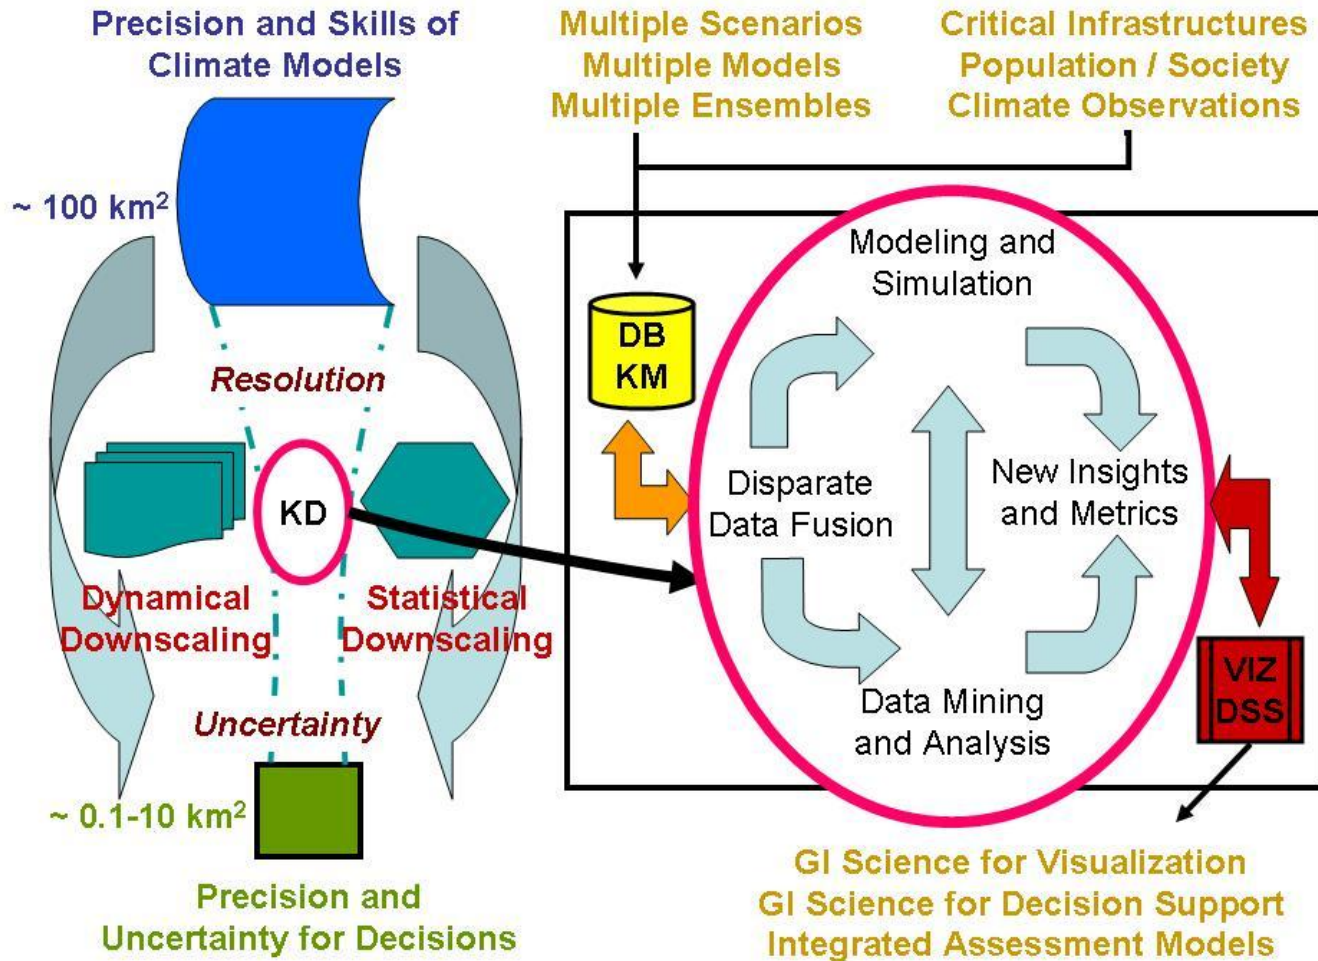 Precision and Skills of
Climate Models
~ 100 km²
Resolution
KD
Dynamical
Downscaling
Statistical
Downscaling
Uncertainty
~ 0.1-10 km²
Precision and
Uncertainty for Decisions
Multiple Scenarios
Multiple Models
Multiple Ensembles
Critical Infrastructures
Population / Society
Climate Observations
DB
KM
Modeling and
Simulation
Disparate
Data Fusion
New Insights
and Metrics
Data Mining
and Analysis
VIZ
DSS
GI Science for Visualization
GI Science for Decision Support
Integrated Assessment Models